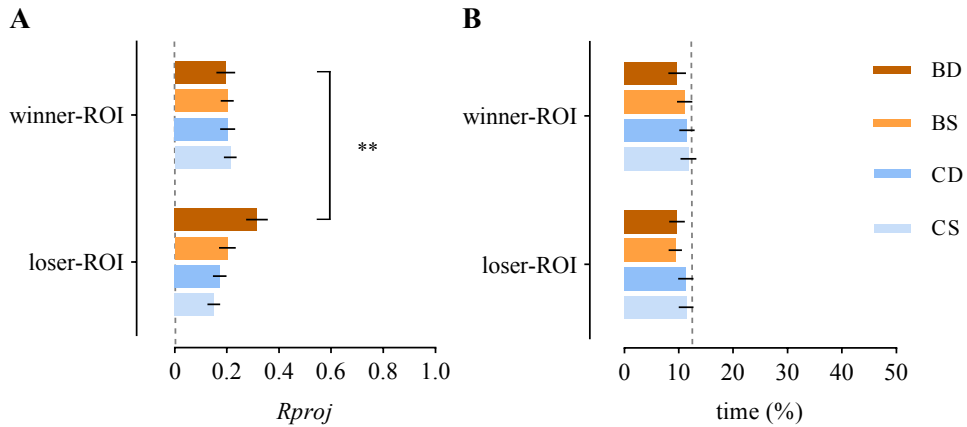 A
winner-ROI
**
loser-ROI
0 0.2 0.4 0.6 0.8 1.0
Rproj
B
winner-ROI
loser-ROI
0 10 20 30 40 50
time (%)
BD
BS
CD
CS